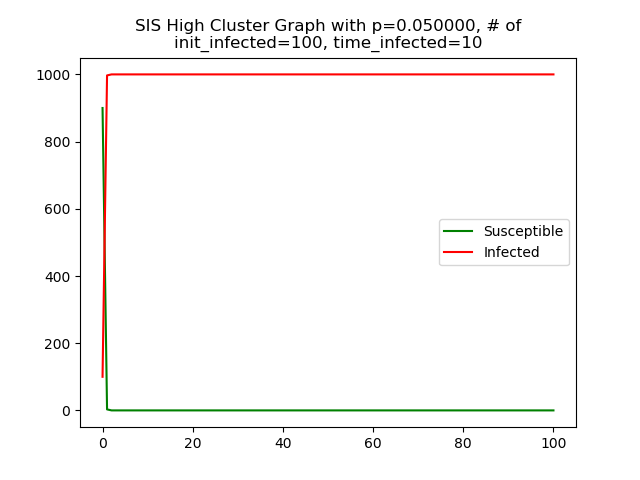 SIS High Cluster Graph with p=0.050000, # of
init_infected=100, time_infected=10
1000
800
600
400
200
0
Susceptible
Infected
0 20 40 60 80 100